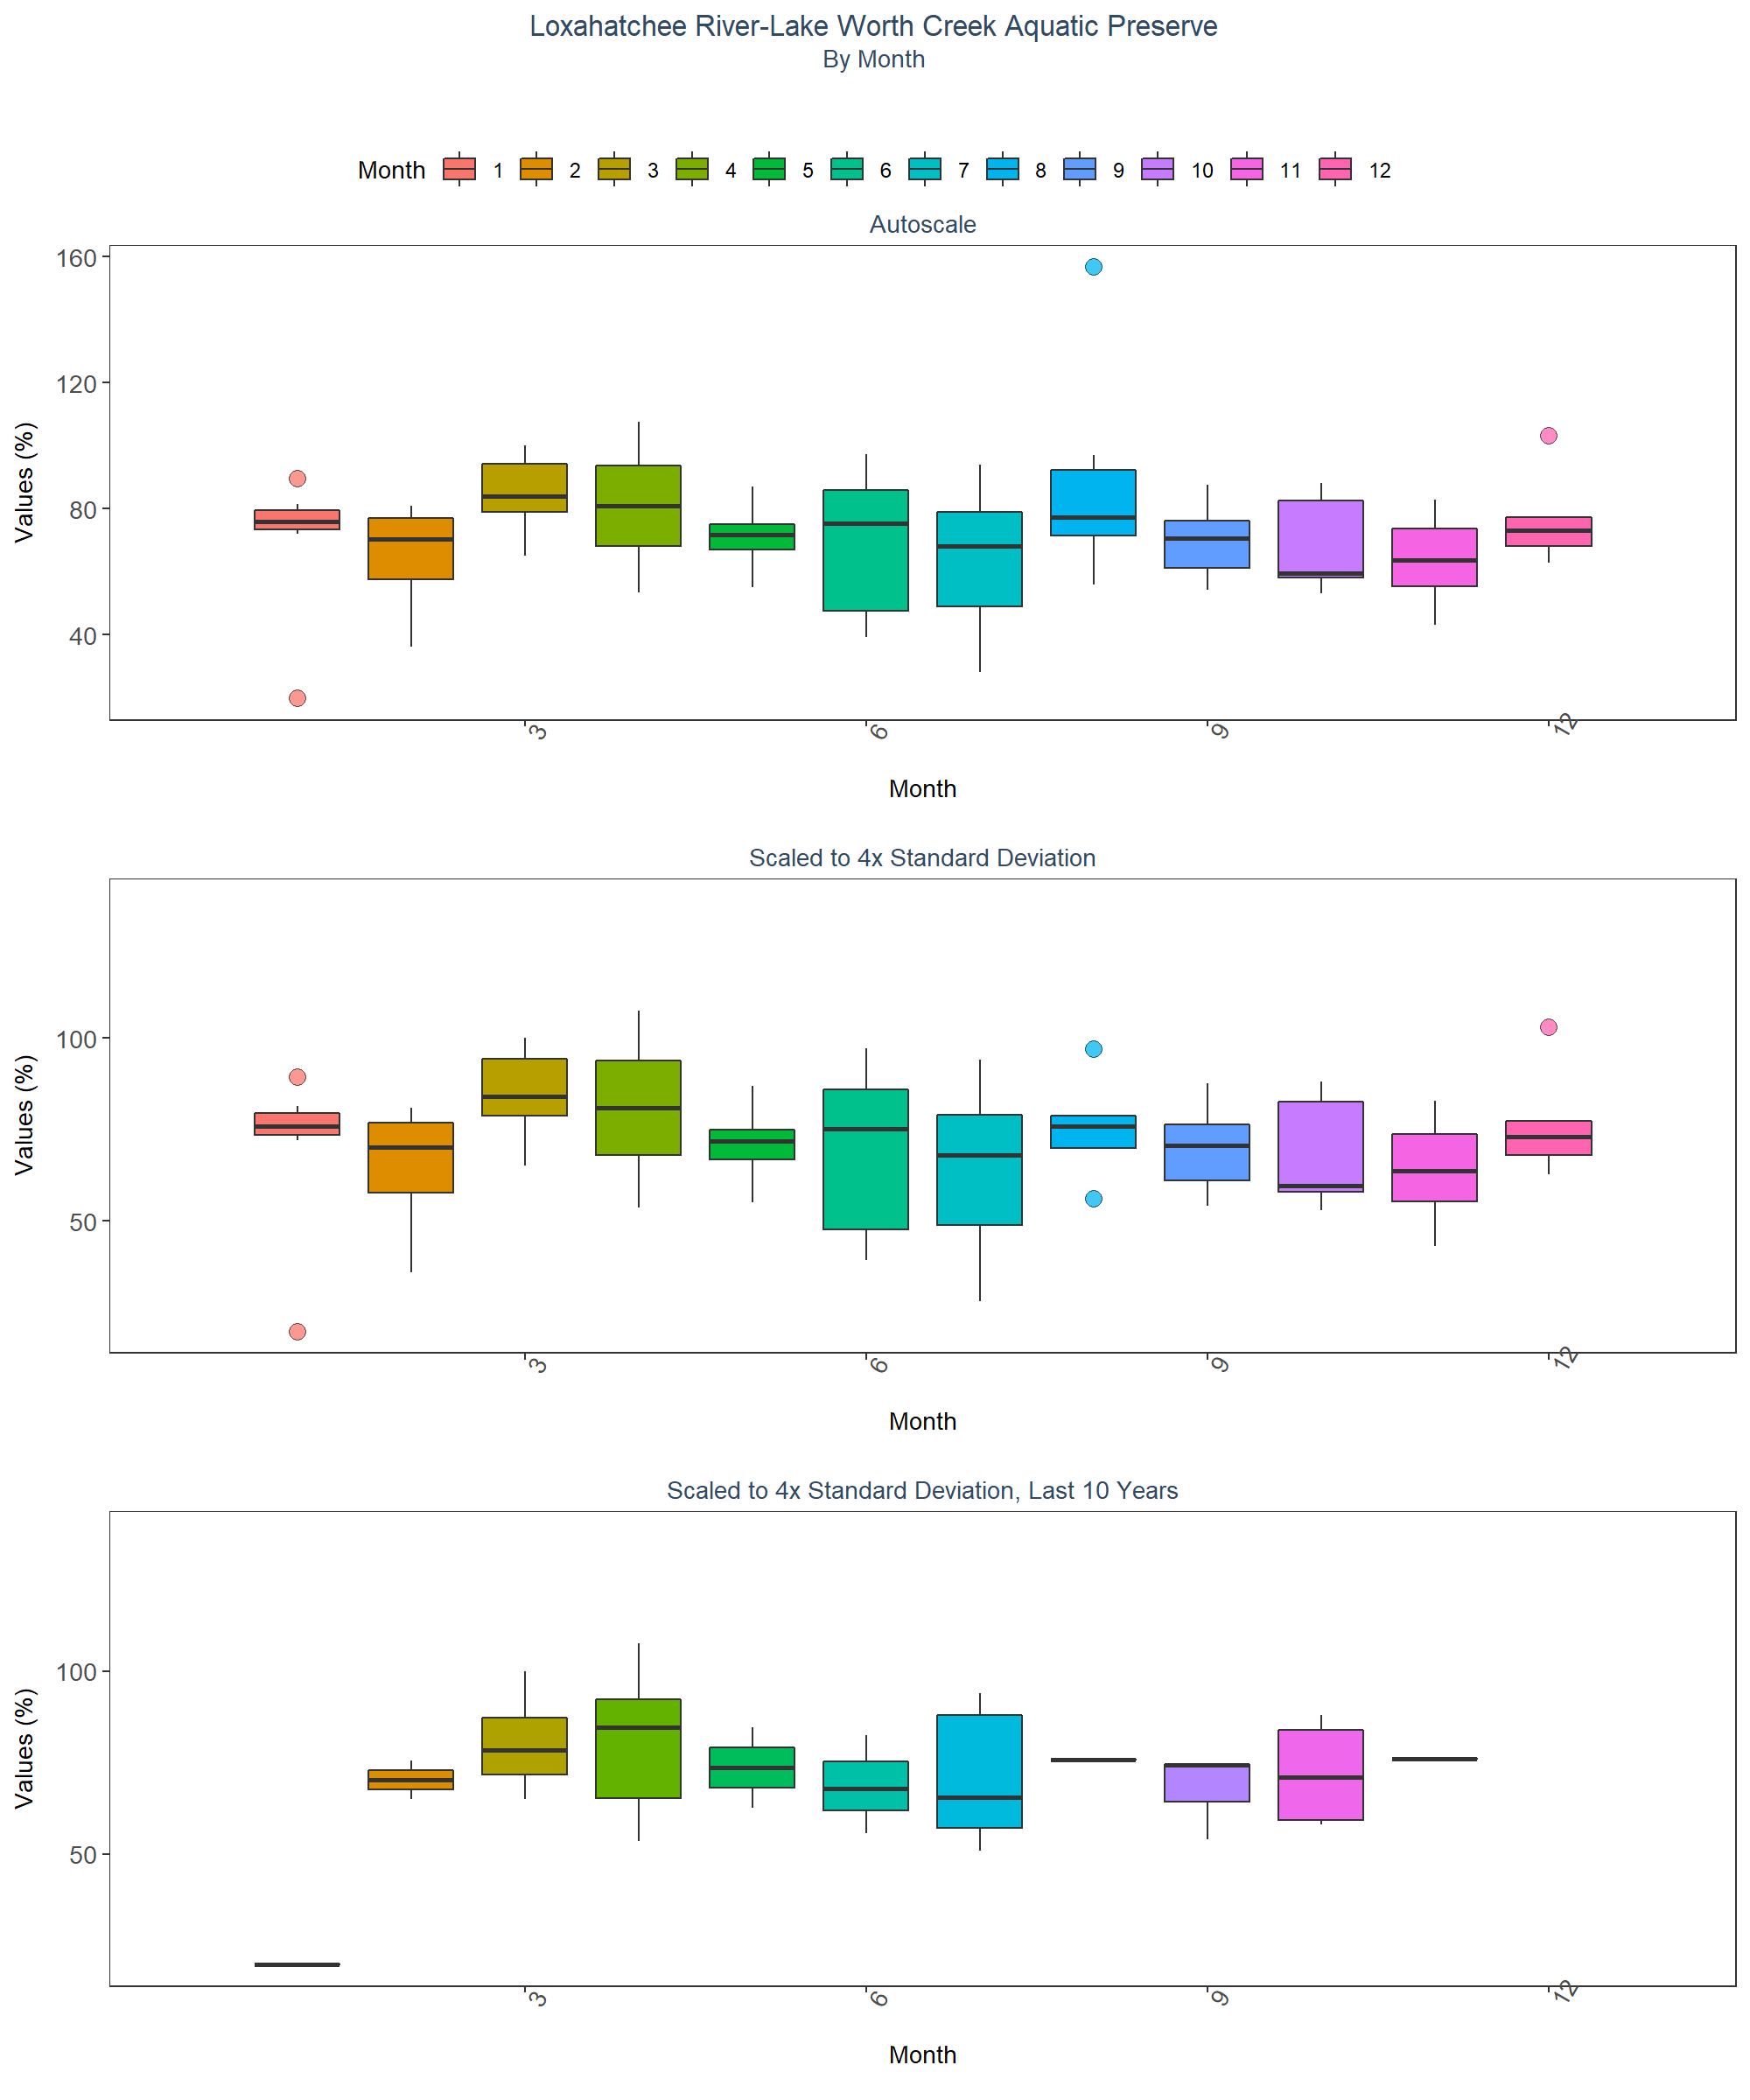 Loxahatchee River-Lake Worth Creek Aquatic Preserve
By Month
Month 1 2 3 4 5 6 7 8 9 10 11 12
Autoscale
Values (%)
160
120
80
40
3 6 9 12
Month
Scaled to 4x Standard Deviation
Values (%)
100
50
3 6 9 12
Month
Scaled to 4x Standard Deviation, Last 10 Years
Values (%)
100
50
3 6 9 12
Month